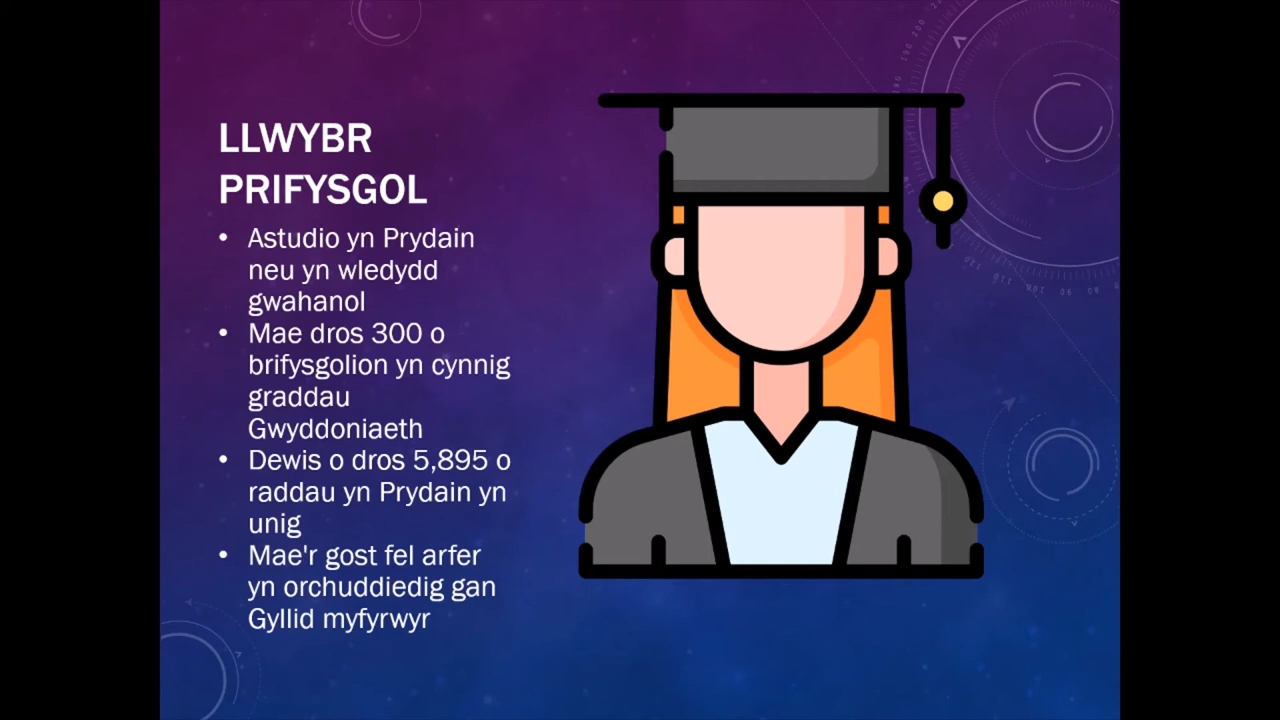 LLWYBR
PRIFYSGOL
• Astudio yn Prydain
neu yn wledydd
gwahanol
• Mae dros 300 o
brifysgolion yn cynnig
graddau
Gwyddoniaeth
• Dewis o dros 5,895 o
raddau yn Prydain yn
unig
• Mae'r gost fel arfer
yn orchuddiedig gan
Gyllid myfyrwyr